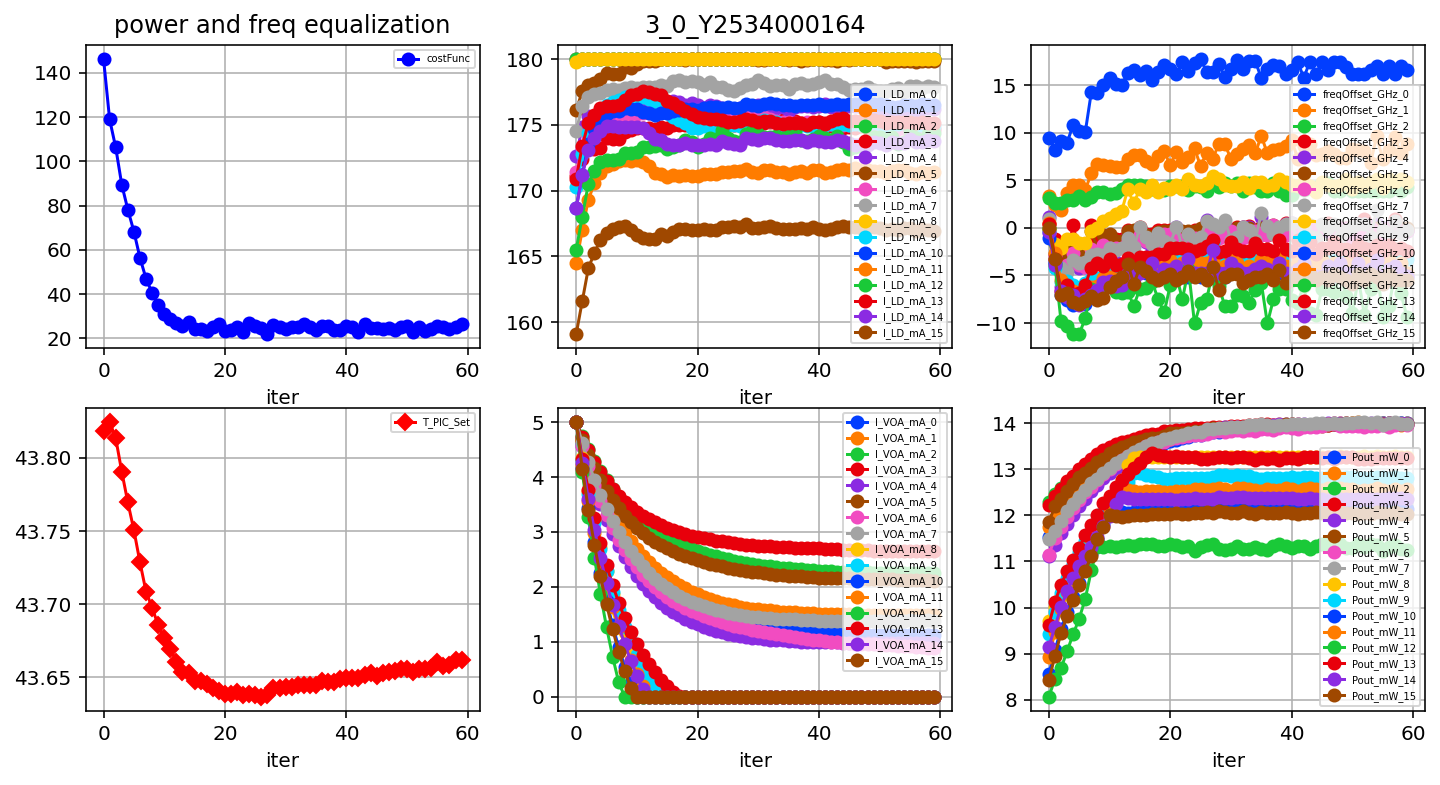 power and freq equalization
140
120
100
80
60
40
20
0
20
40
60
iter
costFunc
3_0_Y2534000164
180
175
170
165
160
0
20
40
60
iter
I_LD_mA_0
I_LD_mA_1
I_LD_mA_2
I_LD_mA_3
I_LD_mA_4
I_LD_mA_5
I_LD_mA_6
I_LD_mA_7
I_LD_mA_8
I_LD_mA_9
I_LD_mA_10
I_LD_mA_11
I_LD_mA_12
I_LD_mA_13
I_LD_mA_14
I_LD_mA_15
15
10
5
0
−5
−10
0
20
40
60
iter
freqOffset_GHz_0
freqOffset_GHz_1
freqOffset_GHz_2
freqOffset_GHz_3
freqOffset_GHz_4
freqOffset_GHz_5
freqOffset_GHz_6
freqOffset_GHz_7
freqOffset_GHz_8
freqOffset_GHz_9
freqOffset_GHz_10
freqOffset_GHz_11
freqOffset_GHz_12
freqOffset_GHz_13
freqOffset_GHz_14
freqOffset_GHz_15
43.80
43.75
43.70
43.65
0
20
40
60
iter
T_PIC_Set
5
4
3
2
1
0
0
20
40
60
iter
I_VOA_mA_0
I_VOA_mA_1
I_VOA_mA_2
I_VOA_mA_3
I_VOA_mA_4
I_VOA_mA_5
I_VOA_mA_6
I_VOA_mA_7
I_VOA_mA_8
I_VOA_mA_9
I_VOA_mA_10
I_VOA_mA_11
I_VOA_mA_12
I_VOA_mA_13
I_VOA_mA_14
I_VOA_mA_15
14
13
12
11
10
9
8
0
20
40
60
iter
Pout_mW_0
Pout_mW_1
Pout_mW_2
Pout_mW_3
Pout_mW_4
Pout_mW_5
Pout_mW_6
Pout_mW_7
Pout_mW_8
Pout_mW_9
Pout_mW_10
Pout_mW_11
Pout_mW_12
Pout_mW_13
Pout_mW_14
Pout_mW_15